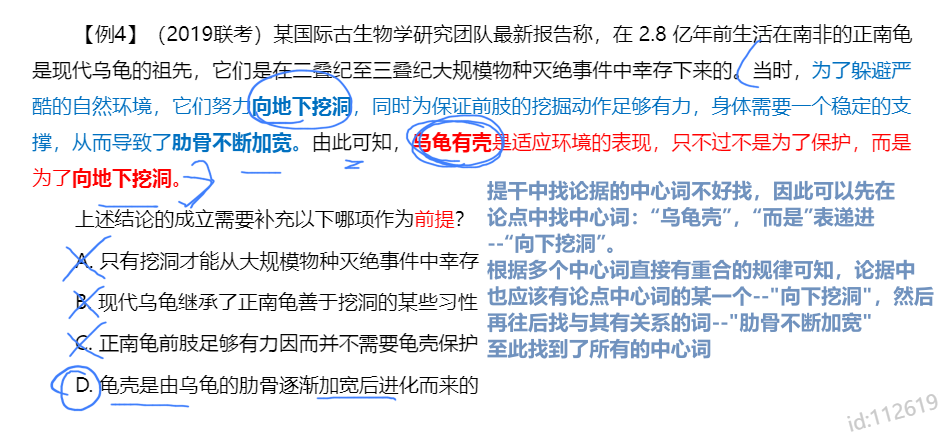 【例4】（2019联考）某国际古生物学研究团队最新报告称，在 2.8 亿年前生活在南非的正南龟
是现代乌龟的祖先，它们是在二叠纪至三叠纪大规模物种灭绝事件中幸存下来的。当时，为了躲避严
酷的自然环境，它们努力向地下挖洞，同时为保证前肢的挖掘动作足够有力，身体需要一个稳定的支
撑，从而导致了肋骨不断加宽。由此可知，乌龟有壳是适应环境的表现，只不过不是为了保护，而是
为了向地下挖洞。
上述结论的成立需要补充以下哪项作为前提？
A. 只有挖洞才能从大规模物种灭绝事件中幸存
B. 现代乌龟继承了正南龟善于挖洞的某些习性
C. 正南龟前肢足够有力因而并不需要龟壳保护
D. 龟壳是由乌龟的肋骨逐渐加宽后进化而来的
提干中找论据的中心词不好找，因此可以先在
论点中找中心词：“乌龟壳”，“而是”表递进
--“向下挖洞”。
根据多个中心词直接有重合的规律可知，论据中
也应该有论点中心词的某一个--"向下挖洞"，然后
再往后找与其有关系的词--"肋骨不断加宽"
至此找到了所有的中心词
id:112619